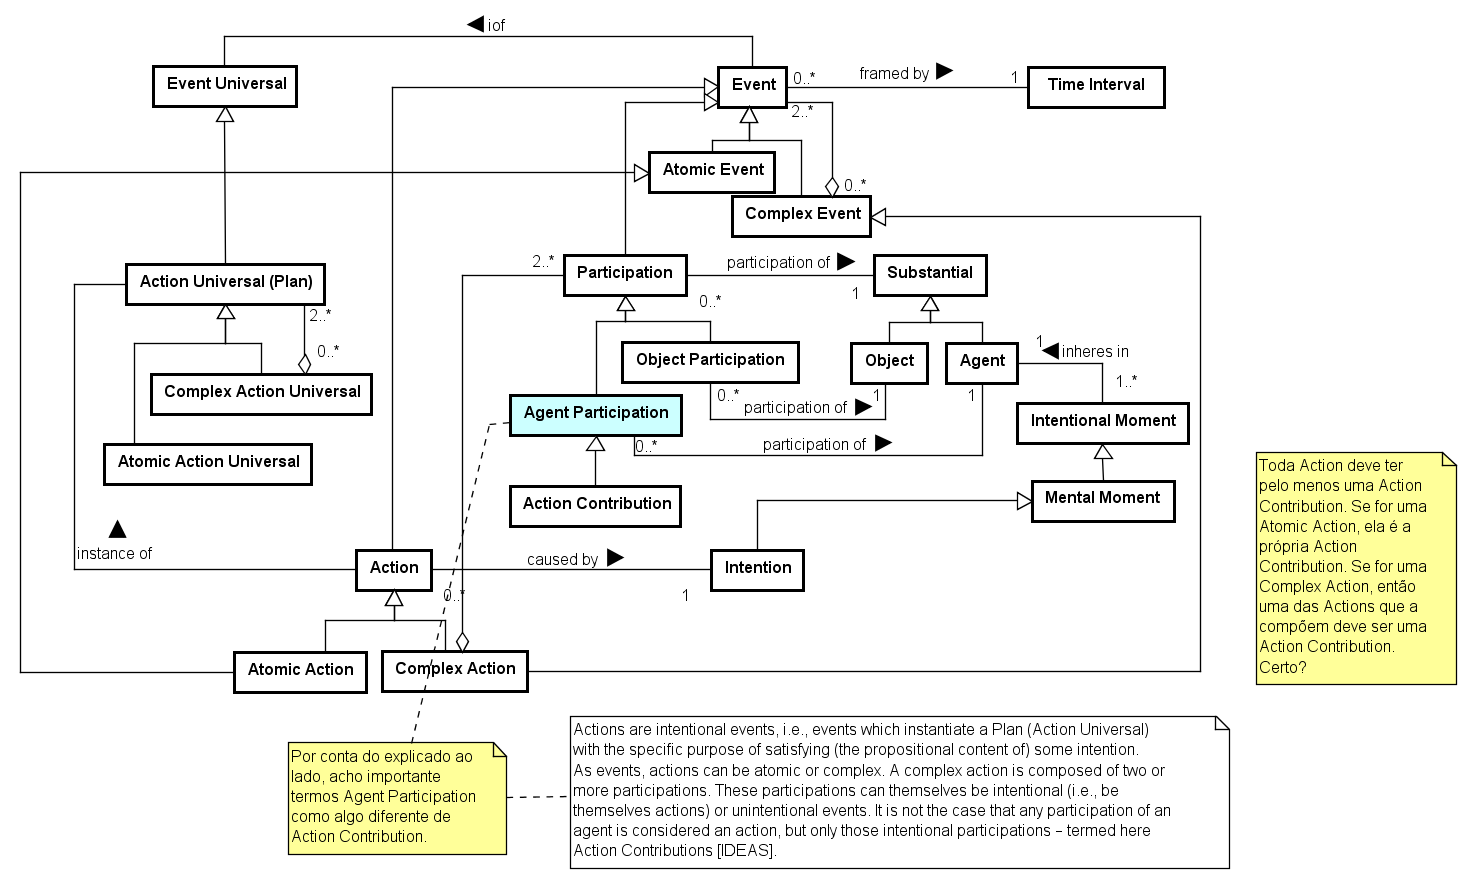 iof
Event Universal
Event
0..*
framed by
1
Time Interval
2..*
Atomic Event
0..*
Complex Event
2..*
Participation
participation of
Substantial
1
0..*
Action Universal (Plan)
2..*
0..*
Complex Action Universal
Atomic Action Universal
Object Participation
Object
Agent
1
inheres in
1..*
0..*
participation of
1
1
Agent Participation
Intentional Moment
0..*
participation of
Action Contribution
Mental Moment
instance of
Action
caused by
Intention
0..*
1
Atomic Action
Complex Action
Toda Action deve ter
pelo menos uma Action
Contribution. Se for uma
Atomic Action, ela é a
própria Action
Contribution. Se for uma
Complex Action, então
uma das Actions que a
compõem deve ser uma
Action Contribution.
Certo?
Por conta do explicado ao
lado, acho importante
termos Agent Participation
como algo diferente de
Action Contribution.
Actions are intentional events, i.e., events which instantiate a Plan (Action Universal)
with the specific purpose of satisfying (the propositional content of) some intention.
As events, actions can be atomic or complex. A complex action is composed of two or
more participations. These participations can themselves be intentional (i.e., be
themselves actions) or unintentional events. It is not the case that any participation of an
agent is considered an action, but only those intentional participations – termed here
Action Contributions [IDEAS].